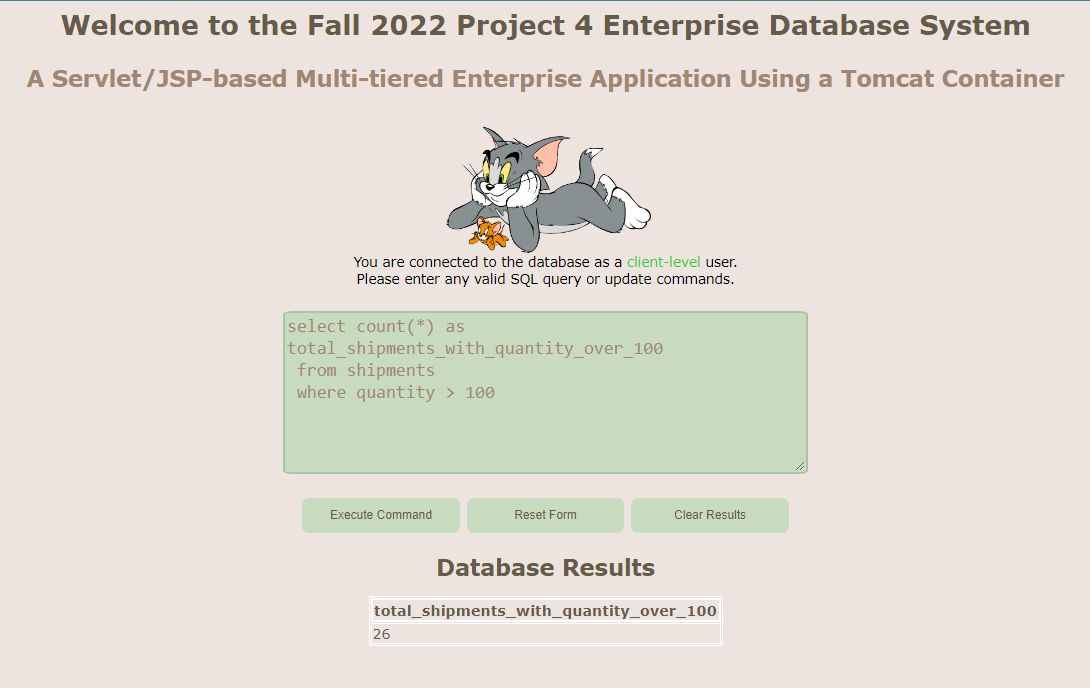 Welcome to the Fall 2022 Project 4 Enterprise Database System
A Servlet/JSP-based Multi-tiered Enterprise Application Using a Tomcat Container
You are connected to the database as a client-level user.
Please enter any valid SQL query or update commands.
select count(*) as
total_shipments_with_quantity_over_100
from shipments
where quantity > 100
Execute Command
Reset Form
Clear Results
Database Results
total_shipments_with_quantity_over_100
26